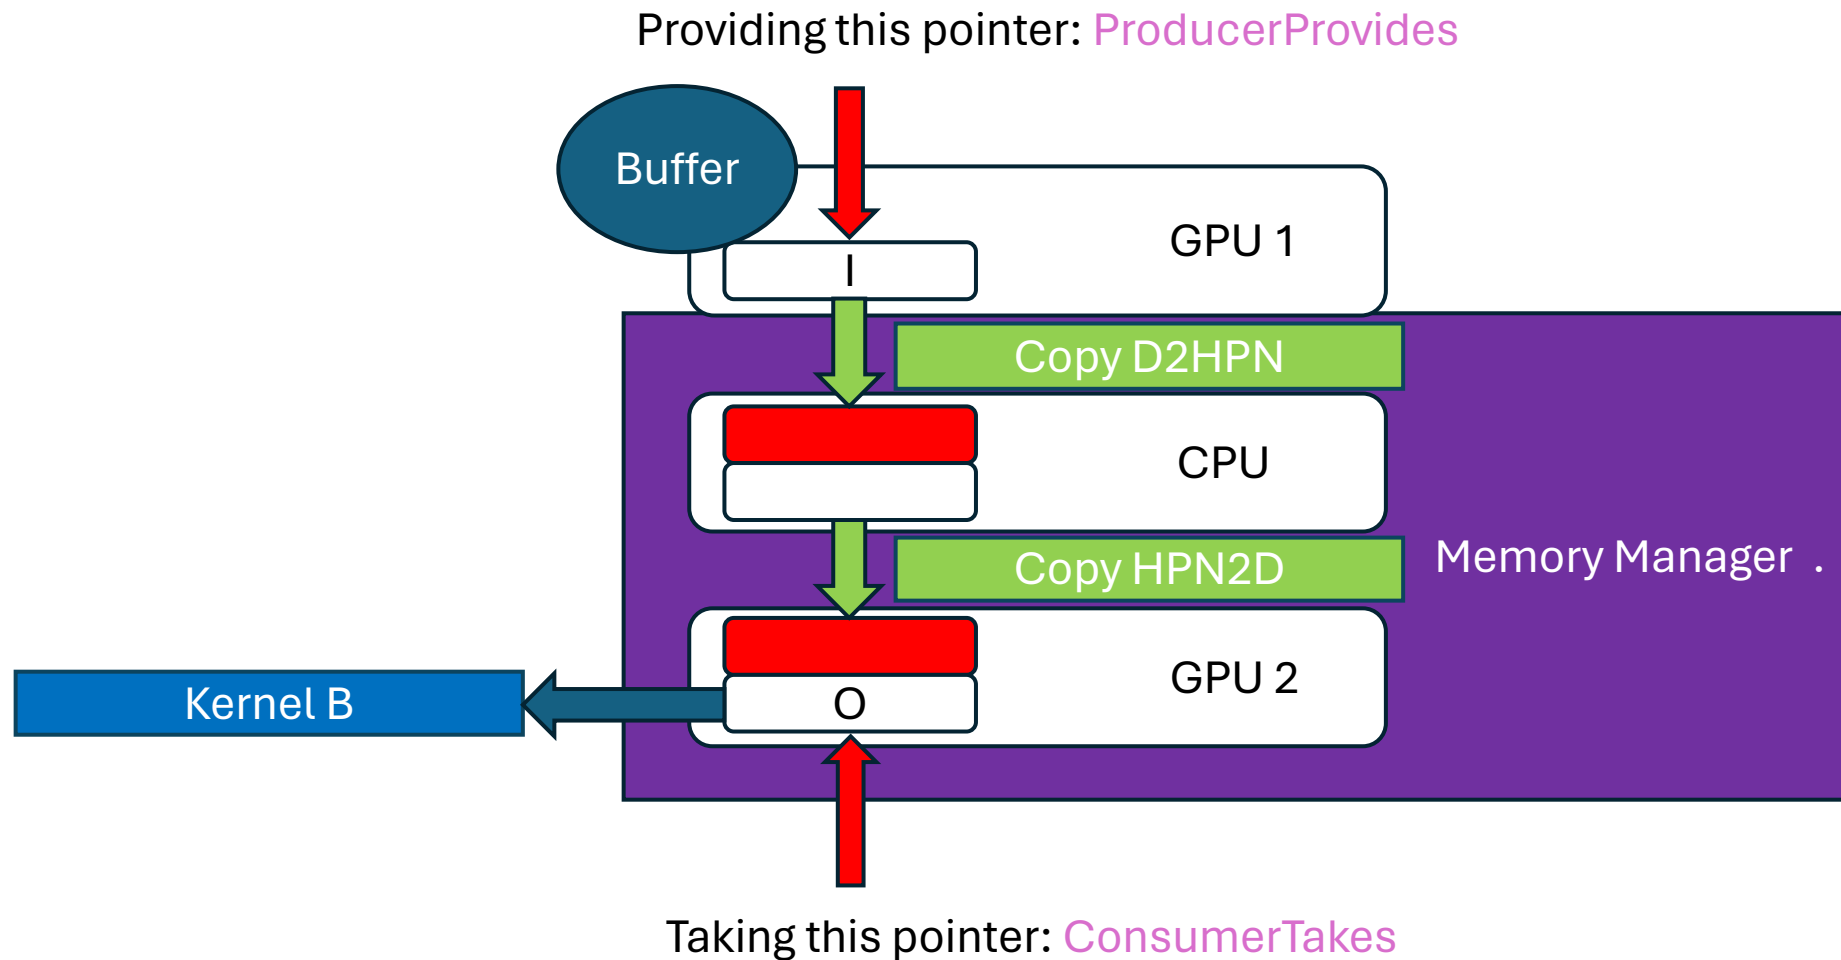 Providing this pointer: ProducerProvides
Buffer
GPU 1
I
Copy D2HPN
CPU
Copy HPN2D
Memory Manager .
GPU 2
Kernel B
O
Taking this pointer: ConsumerTakes